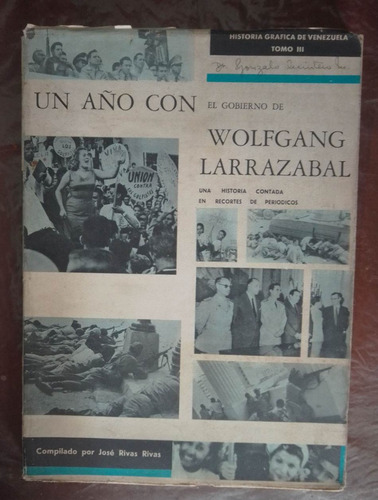 HISTORIA GRAFICA DE VENEZUELA
TOMO III
UN AÑO CON EL GOBIERNO DE
WOLFGANG
LARRAZABAL
UNA HISTORIA CONTADA
EN RECORTES DE PERIODICOS
VIVA
UNION
Compilado por José Rivas Rivas